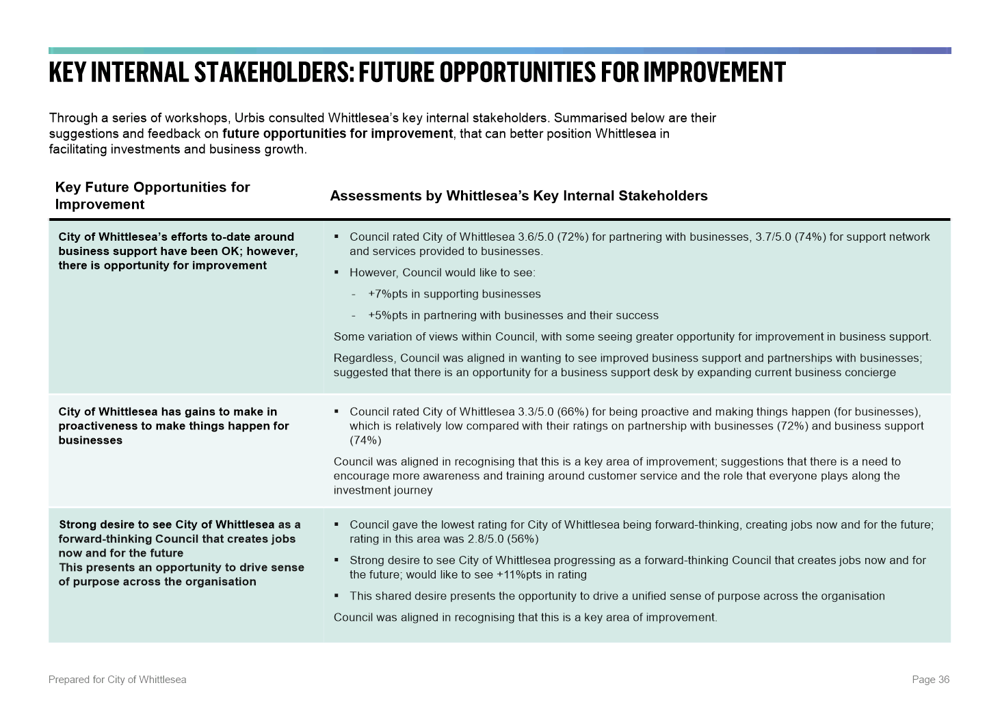 KEY INTERNAL STAKEHOLDERS: FUTURE OPPORTUNITIES FOR IMPROVEMENT
Through a series of workshops, Urbis consulted Whittlesea's key internal stakeholders. Summarised below are their
suggestions and feedback on future opportunities for improvement, that can better position Whittlesea in
facilitating investments and business growth.
Key Future Opportunities for
Improvement
Assessments by Whittlesea's Key Internal Stakeholders
City of Whittlesea's efforts to-date around
business support have been OK; however,
there is opportunity for improvement
▪ Council rated City of Whittlesea 3.6/5.0 (72%) for partnering with businesses, 3.7/5.0 (74%) for support network
and services provided to businesses.
▪ However, Council would like to see:
- +7%pts in supporting businesses
- +5%pts in partnering with businesses and their success
Some variation of views within Council, with some seeing greater opportunity for improvement in business support.
Regardless, Council was aligned in wanting to see improved business support and partnerships with businesses;
suggested that there is an opportunity for a business support desk by expanding current business concierge
City of Whittlesea has gains to make in
proactiveness to make things happen for
businesses
▪ Council rated City of Whittlesea 3.3/5.0 (66%) for being proactive and making things happen (for businesses),
which is relatively low compared with their ratings on partnership with businesses (72%) and business support
(74%)
Council was aligned in recognising that this is a key area of improvement; suggestions that there is a need to
encourage more awareness and training around customer service and the role that everyone plays along the
investment journey
Strong desire to see City of Whittlesea as a
forward-thinking Council that creates jobs
now and for the future
This presents an opportunity to drive sense
of purpose across the organisation
▪ Council gave the lowest rating for City of Whittlesea being forward-thinking, creating jobs now and for the future;
rating in this area was 2.8/5.0 (56%)
▪ Strong desire to see City of Whittlesea progressing as a forward-thinking Council that creates jobs now and for
the future; would like to see +11%pts in rating
▪ This shared desire presents the opportunity to drive a unified sense of purpose across the organisation
Council was aligned in recognising that this is a key area of improvement.
Prepared for City of Whittlesea
Page 36